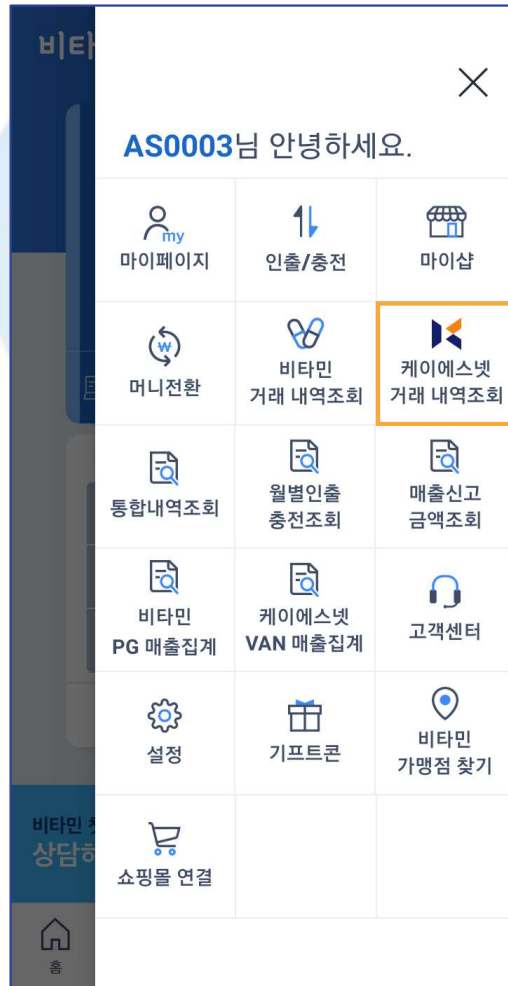 비타
AS0003님 안녕하세요.
my
마이페이지
인출/충전
마이샵
머니전환
비타민
거래 내역조회
케이에스넷
거래 내역조회
통합내역조회
월별인출
충전조회
매출신고
금액조회
비타민
PG 매출집계
케이에스넷
VAN 매출집계
고객센터
설정
기프트콘
비타민
가맹점 찾기
쇼핑몰 연결
비타민
상담하
홈